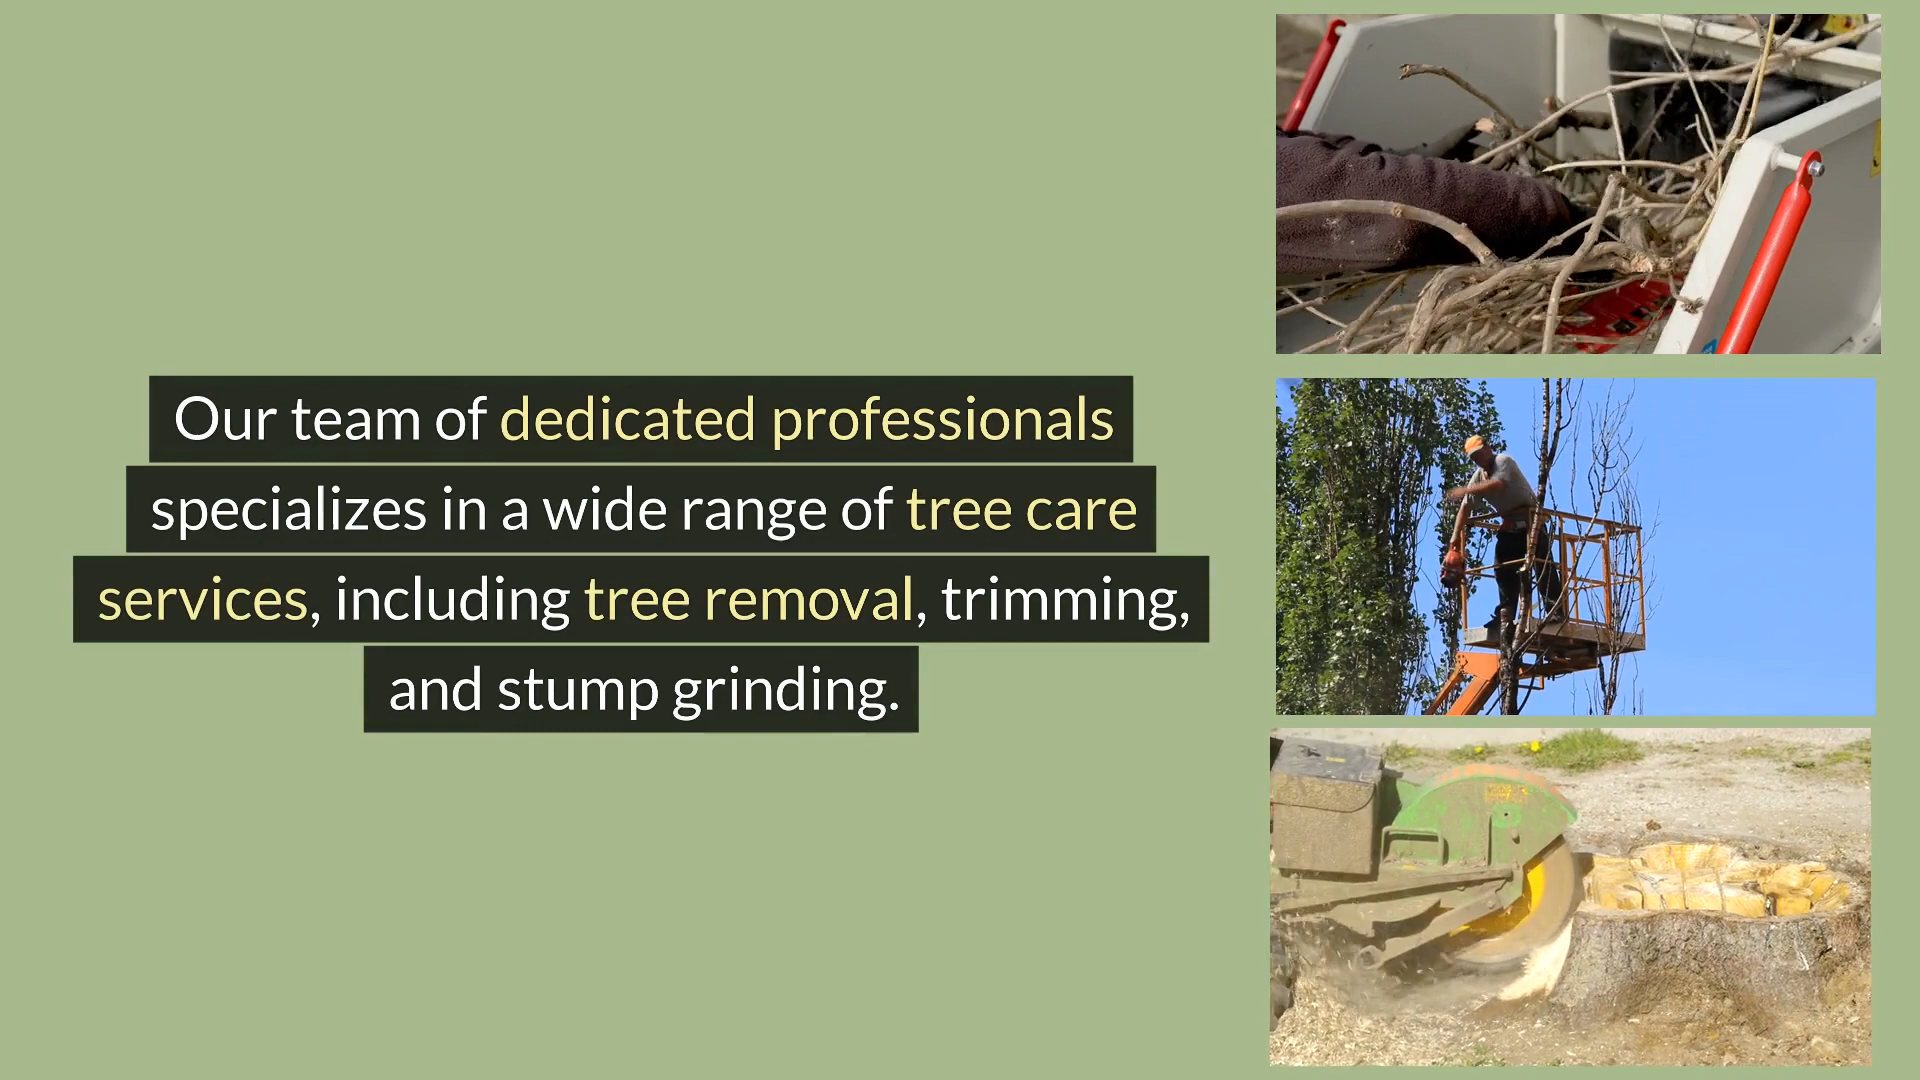 Our team of dedicated professionals
specializes in a wide range of tree care
services, including tree removal, trimming,
and stump grinding.